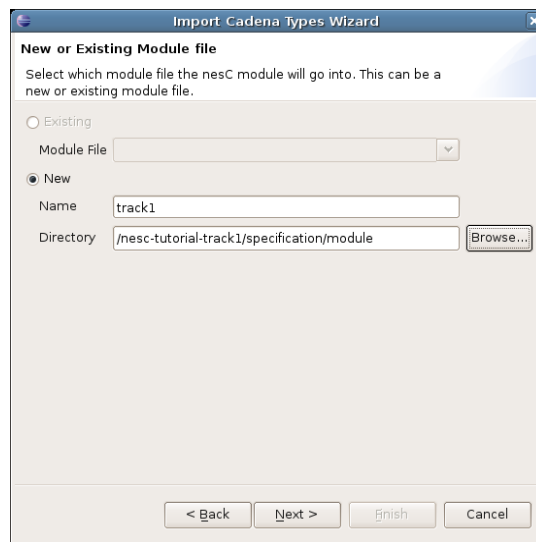 Import Cadena Types Wizard
New or Existing Module file
Select which module file the nesC module will go into. This can be a
new or existing module file.
Existing
Module File
New
Name track1
Directory /nesc-tutorial-track1/specification/module Browse...
< Back Next > Finish Cancel